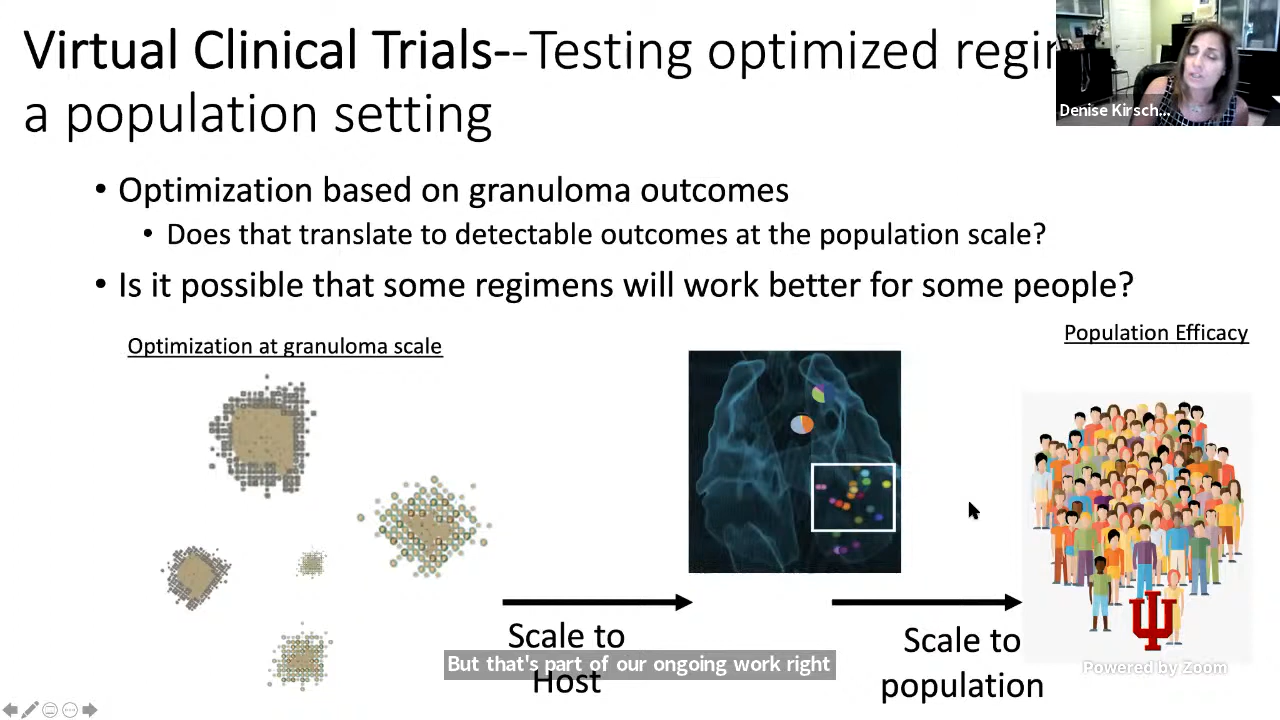 Virtual Clinical Trials--Testing optimized regim
a population setting
Denise Kirsch...
• Optimization based on granuloma outcomes
• Does that translate to detectable outcomes at the population scale?
• Is it possible that some regimens will work better for some people?
Optimization at granuloma scale
Population Efficacy
Scale to
Host
Scale to
population
But that's part of our ongoing work right
Powered by Zoom